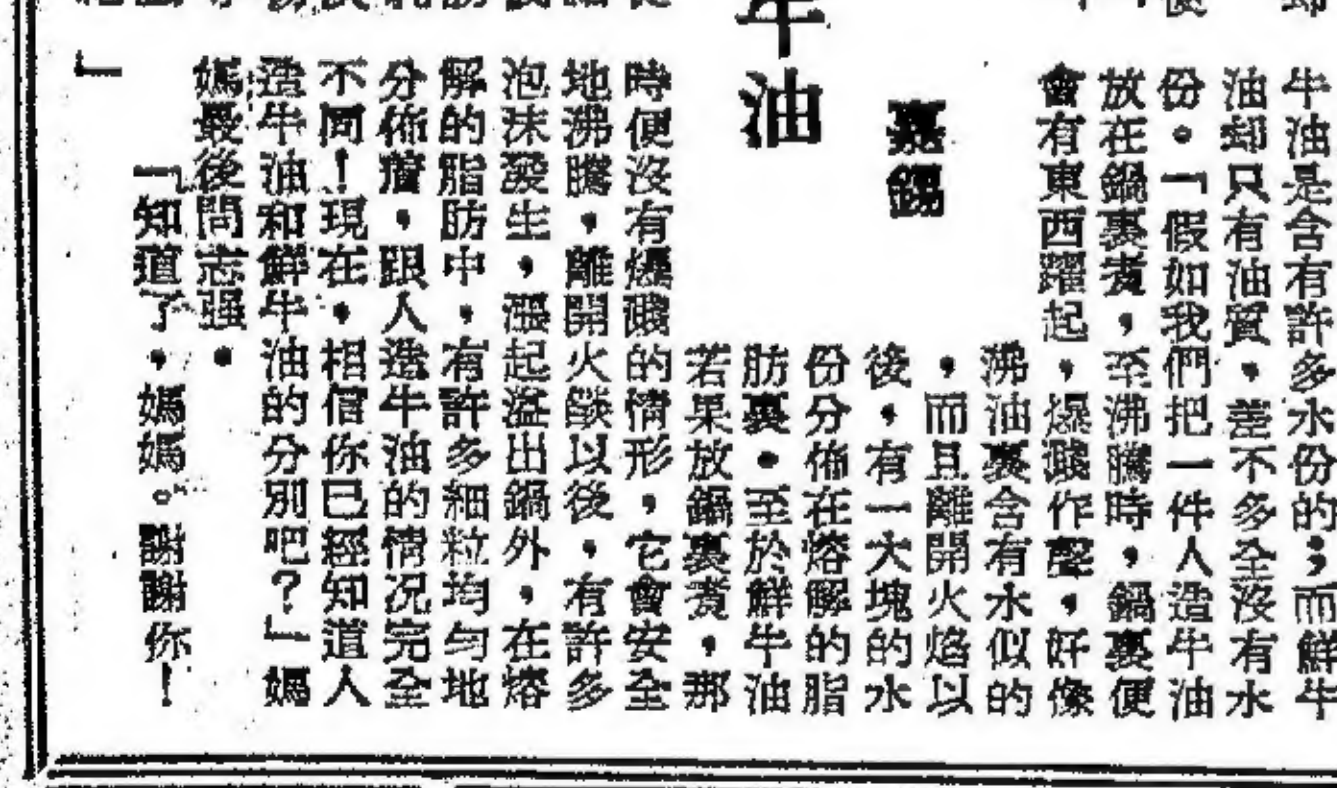 牛油是含有許多水份的；而鮮牛
油却只有油質，差不多全沒有水
份。「假如我們把一件人造牛油
放在鍋裏煑，至沸騰時，鍋裏便
會有東西躍起，爆濺作聲，好像
沸油裏含有水似的
，而且離開火焰以
後，有一大塊的水
份分佈在熔解的脂
肪裏。至於鮮牛油
若果放鍋裏煑，那
牛油
嘉錫
時便沒有爆濺的情形，它會安全
地沸騰，離開火燄以後，有許多
泡沫發生，漲起溢出鍋外，在熔
解的脂肪中，有許多細粒均勻地
分佈着，跟人造牛油的情況完全
不同！現在，相信你已經知道人
造牛油和鮮牛油的分別吧？」媽
媽最後問志强。
「知道了，媽媽。謝謝你！
」